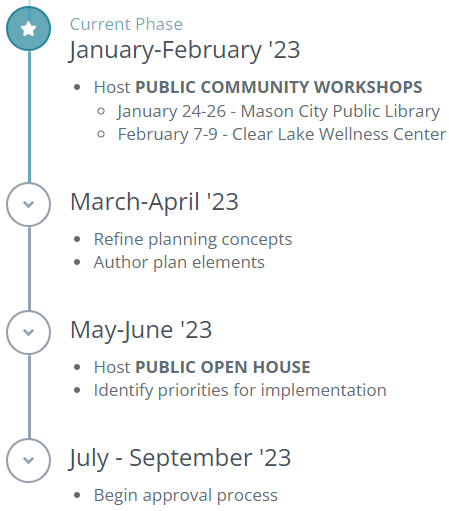 Current Phase
January-February '23
• Host PUBLIC COMMUNITY WORKSHOPS
◦ January 24-26 - Mason City Public Library
◦ February 7-9 - Clear Lake Wellness Center
March-April '23
• Refine planning concepts
• Author plan elements
May-June '23
• Host PUBLIC OPEN HOUSE
• Identify priorities for implementation
July - September '23
• Begin approval process